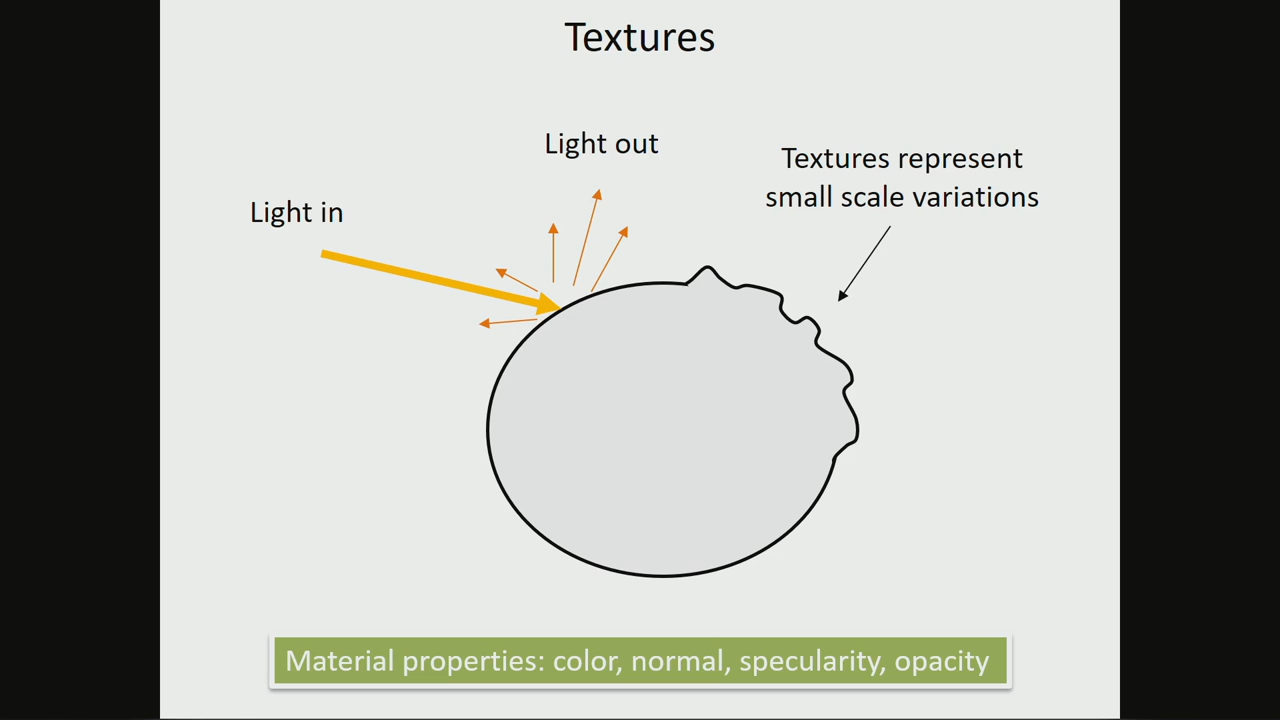 Textures
Light out
Textures represent
small scale variations
Light in
Material properties: color, normal, specularity, opacity